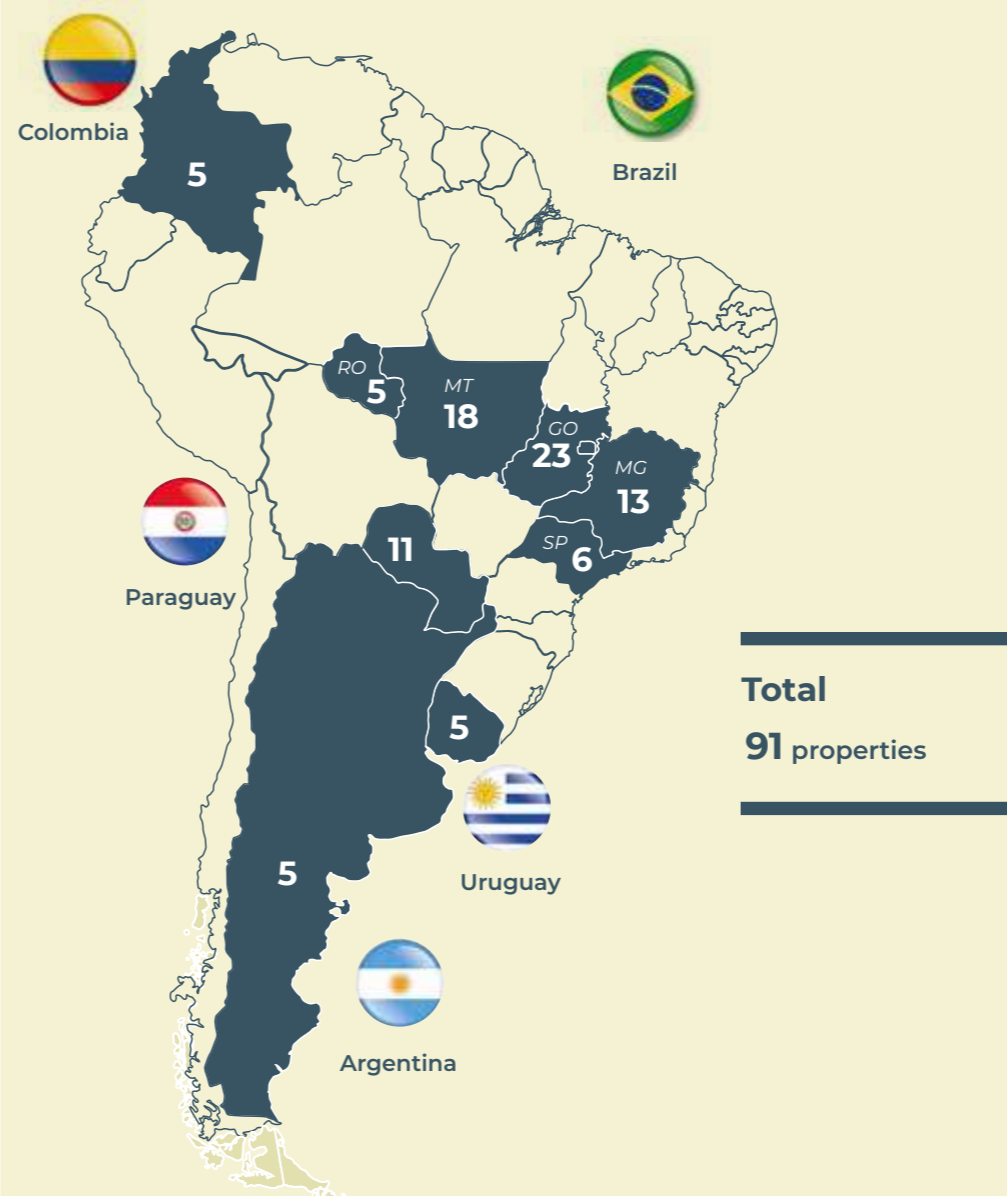 Colombia
5
Brazil
RO
5
MT
18
GO
23
MG
13
SP
6
11
Paraguay
Total
91 properties
5
Uruguay
5
Argentina